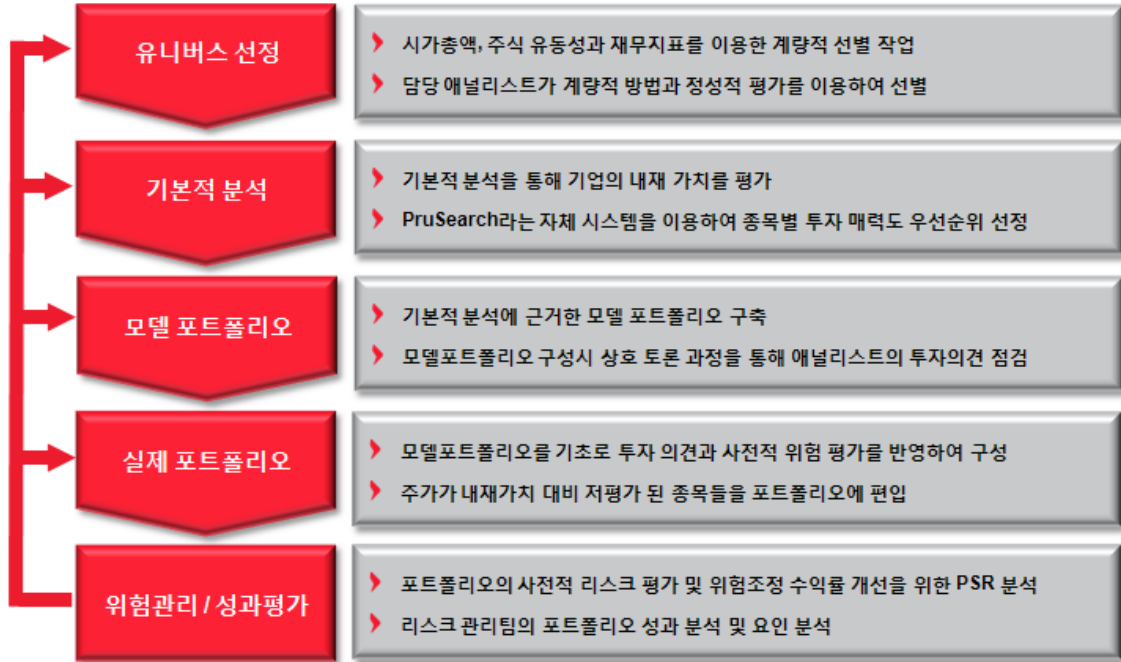 유니버스 선정
시가총액, 주식 유동성과 재무지표를 이용한 계량적 선별 작업
담당 애널리스트가 계량적 방법과 정성적 평가를 이용하여 선별
기본적 분석
기본적 분석을 통해 기업의 내재 가치를 평가
PruSearch라는 자체 시스템을 이용하여 종목별 투자 매력도 우선순위 선정
모델 포트폴리오
기본적 분석에 근거한 모델 포트폴리오 구축
모델포트폴리오 구성시 상호 토론 과정을 통해 애널리스트의 투자의견 점검
실제 포트폴리오
모델포트폴리오를 기초로 투자 의견과 사전적 위험 평가를 반영하여 구성
주가가 내재가치 대비 저평가 된 종목들을 포트폴리오에 편입
위험관리 / 성과평가
포트폴리오의 사전적 리스크 평가 및 위험조정 수익률 개선을 위한 PSR 분석
리스크 관리팀의 포트폴리오 성과 분석 및 요인 분석